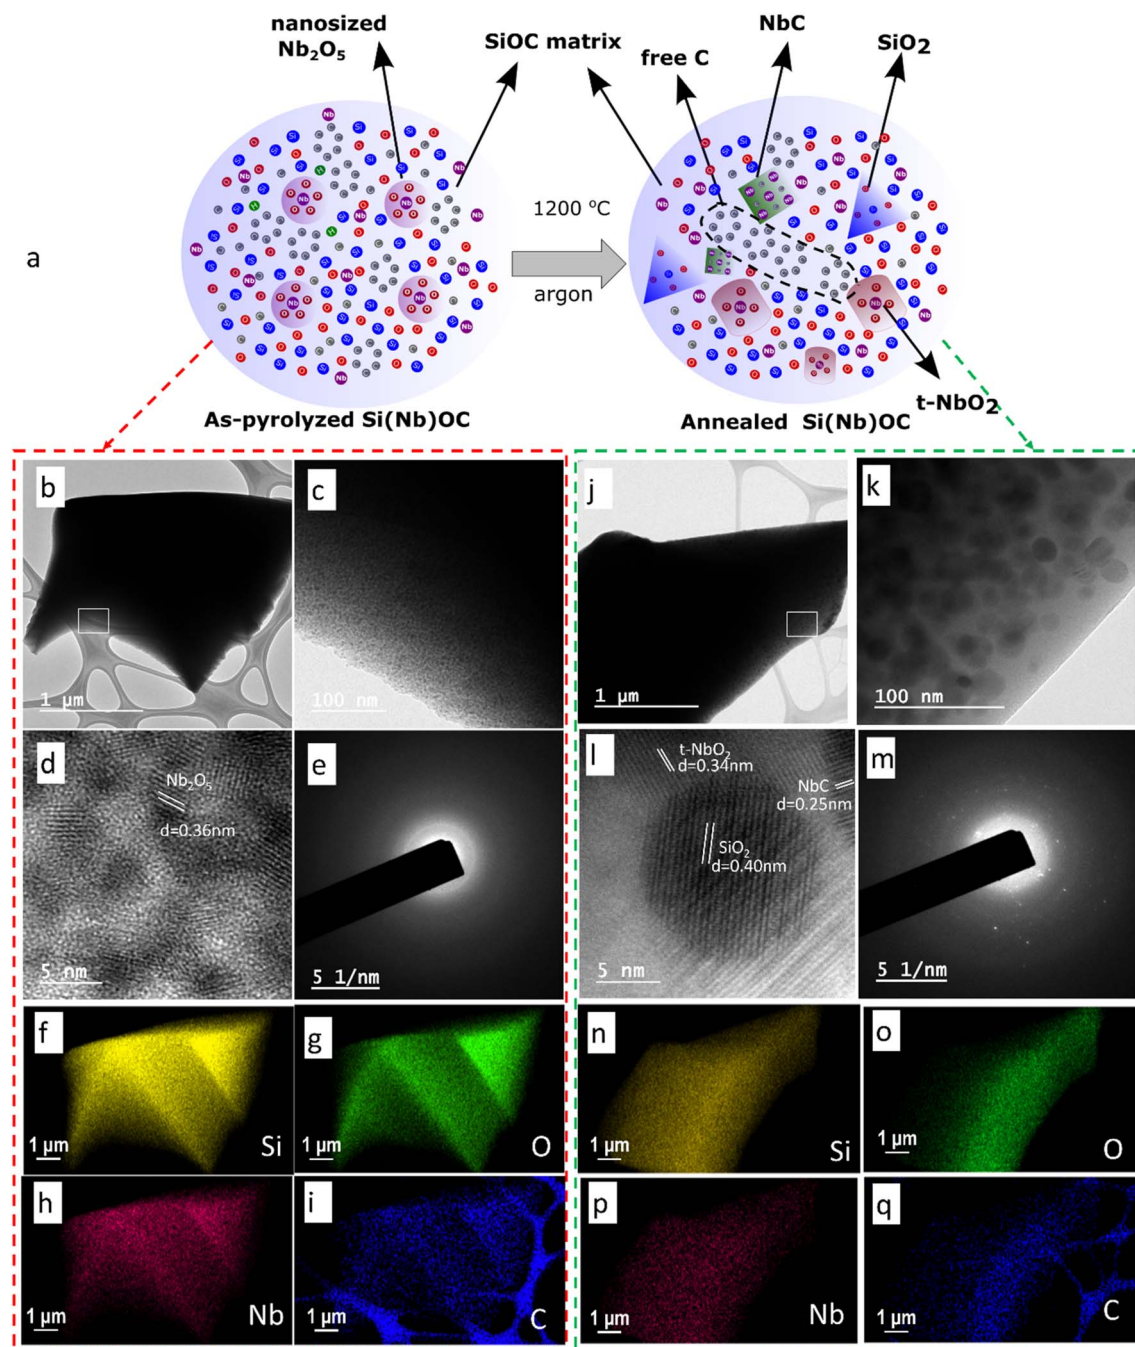 nanosized
Nb₂O₅
SiOC matrix
free C
NbC
SiO₂
a
1200 ºC
argon
t-NbO₂
As-pyrolyzed Si(Nb)OC
Annealed Si(Nb)OC
b
1 µm
c
100 nm
j
1 µm
k
100 nm
d
Nb₂O₅
d=0.36nm
5 nm
e
5 1/nm
l
t-NbO₂
d=0.34nm
NbC
d=0.25nm
SiO₂
d=0.40nm
5 nm
m
5 1/nm
f
1 µm
Si
g
1 µm
O
n
1 µm
Si
o
1 µm
O
h
1 µm
Nb
i
1 µm
C
p
1 µm
Nb
q
1 µm
C